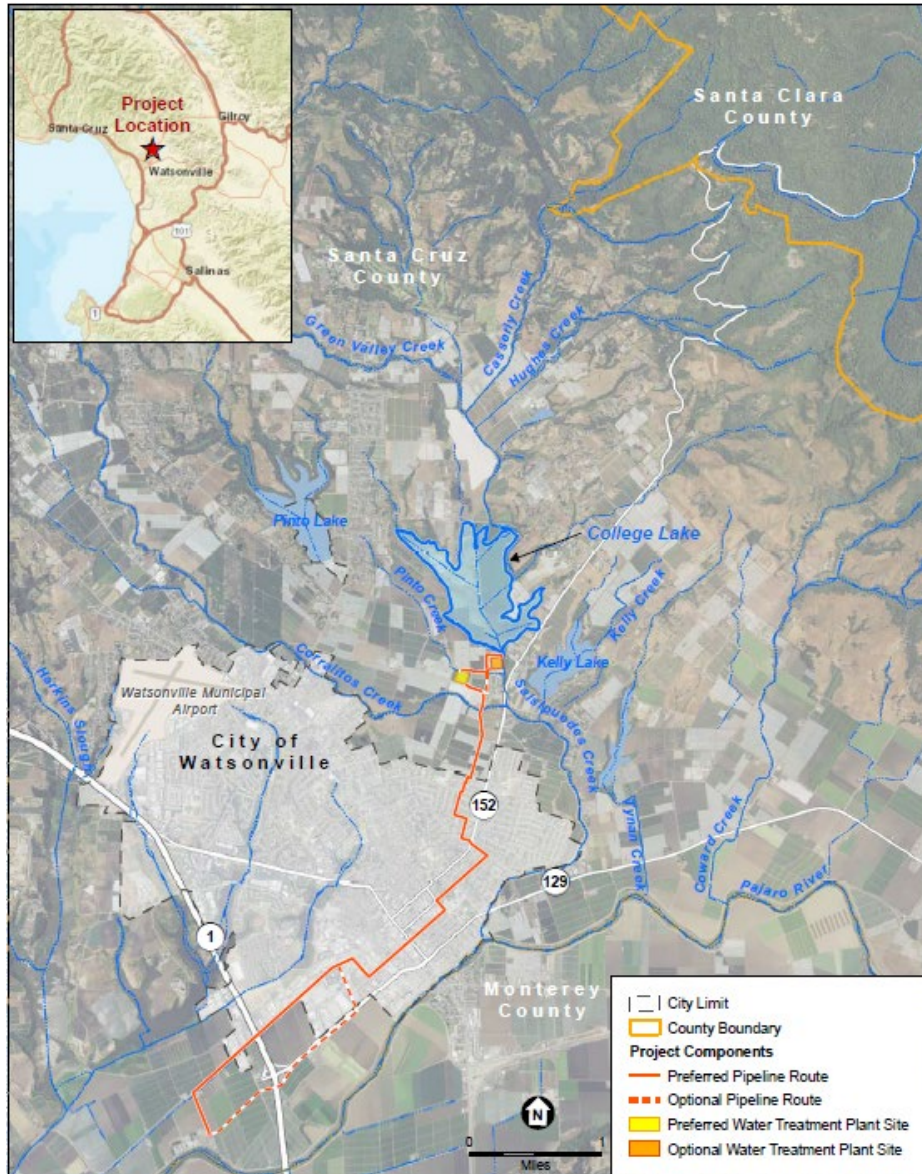 Project
Location
Santa Cruz
Gilroy
Watsonville
101
Salinas
1
Santa Clara
County
Santa Cruz
County
Green Valley Creek
Casserly Creek
Hughes Creek
Pinto Lake
College Lake
Pinto Creek
Kelly Creek
Kelly Lake
Corralitos Creek
Salsipuedes Creek
Harkins Slough
Watsonville Municipal
Airport
City of
Watsonville
152
Tynan Creek
Coward Creek
129
Pajaro River
1
Monterey
County
City Limit
County Boundary
Project Components
Preferred Pipeline Route
Optional Pipeline Route
Preferred Water Treatment Plant Site
Optional Water Treatment Plant Site
N
0
1
Miles